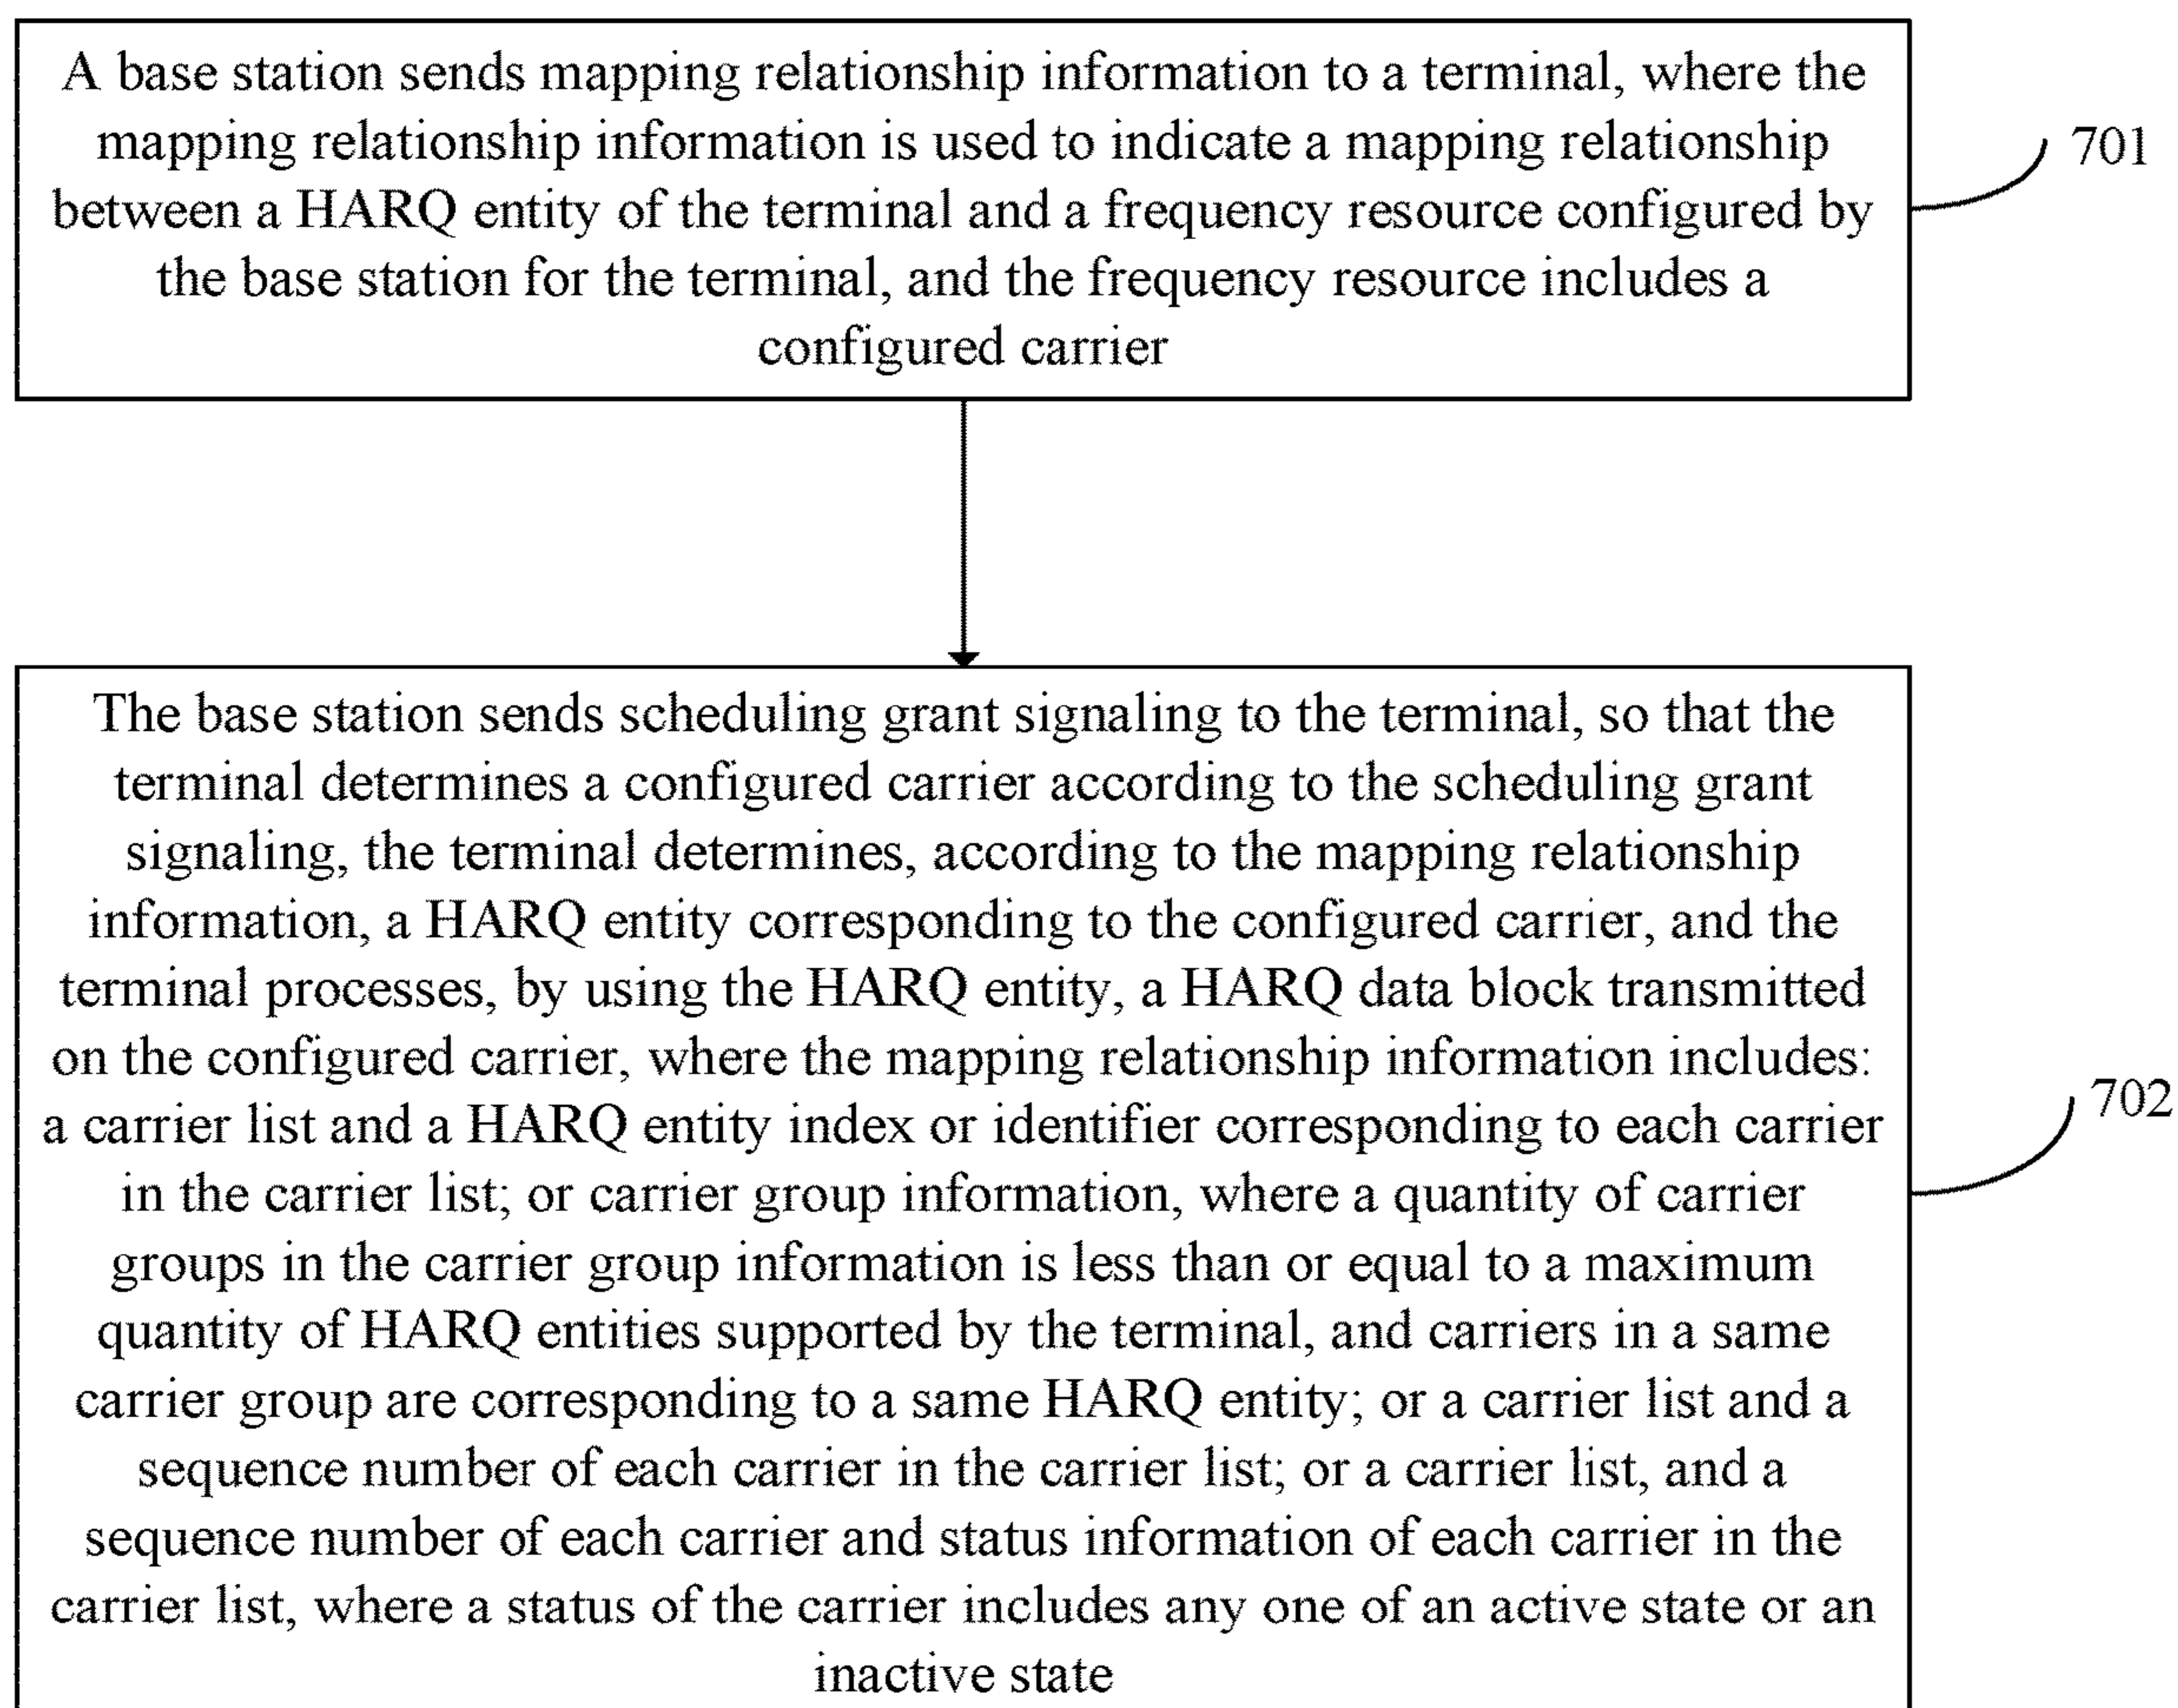 A base station sends mapping relationship information to a terminal, where the
mapping relationship information is used to indicate a mapping relationship
between a HARQ entity of the terminal and a frequency resource configured by
the base station for the terminal, and the frequency resource includes a
configured carrier
701
The base station sends scheduling grant signaling to the terminal, so that the
terminal determines a configured carrier according to the scheduling grant
signaling, the terminal determines, according to the mapping relationship
information, a HARQ entity corresponding to the configured carrier, and the
terminal processes, by using the HARQ entity, a HARQ data block transmitted
on the configured carrier, where the mapping relationship information includes:
a carrier list and a HARQ entity index or identifier corresponding to each carrier
in the carrier list; or carrier group information, where a quantity of carrier
groups in the carrier group information is less than or equal to a maximum
quantity of HARQ entities supported by the terminal, and carriers in a same
carrier group are corresponding to a same HARQ entity; or a carrier list and a
sequence number of each carrier in the carrier list; or a carrier list, and a
sequence number of each carrier and status information of each carrier in the
carrier list, where a status of the carrier includes any one of an active state or an
inactive state
702